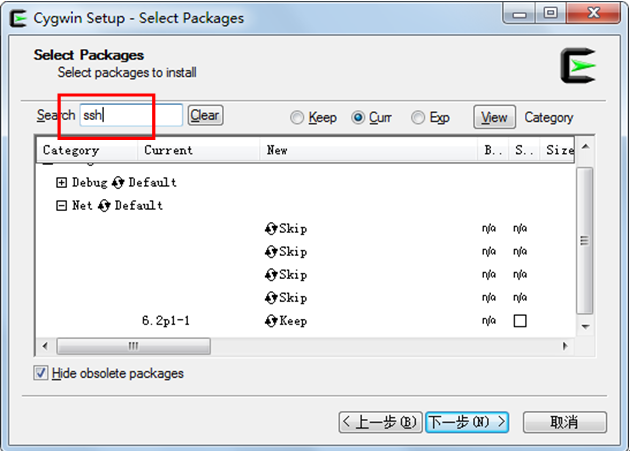 Cygwin Setup - Select Packages
Select Packages
Select packages to install
Search ssh Clear Keep Curr Exp View Category
Category Current New B.. S.. Size
Debug Default
Net Default
Skip n/a n/a
Skip n/a n/a
Skip n/a n/a
Skip n/a n/a
6.2p1-1 Keep n/a
Hide obsolete packages
< 上一步(B) 下一步(N) > 取消